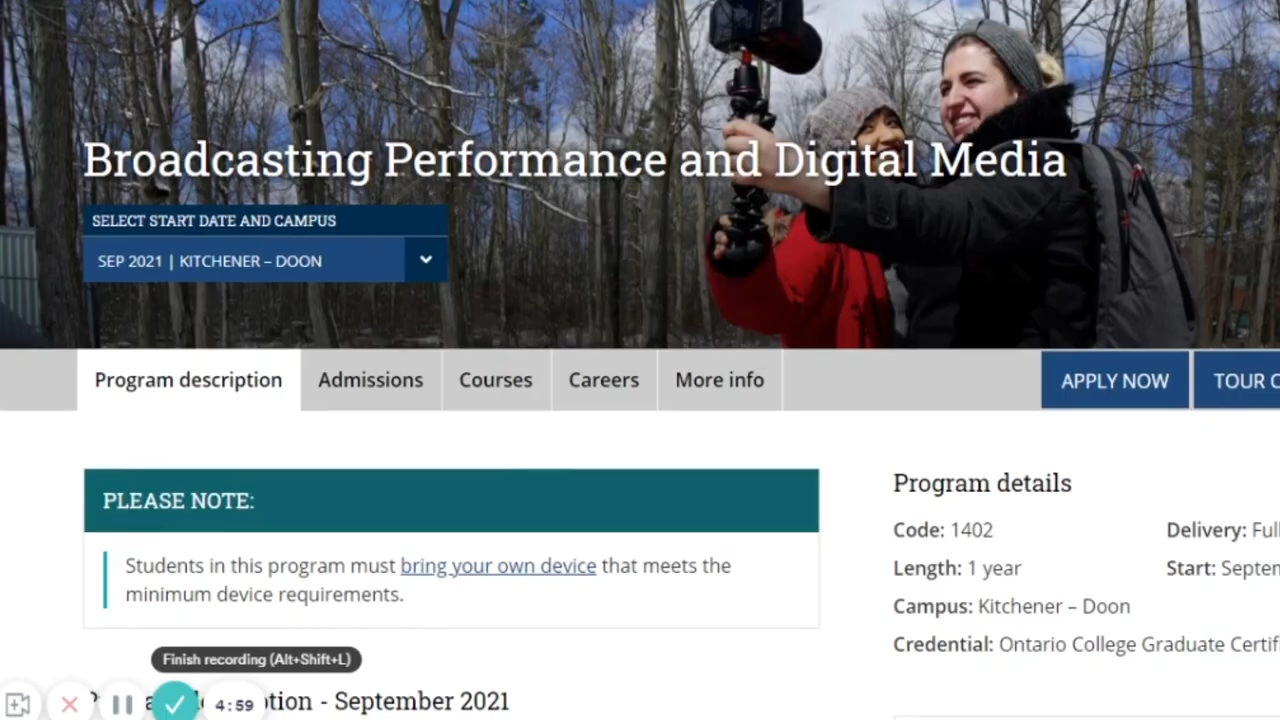 Broadcasting Performance and Digital Media
SELECT START DATE AND CAMPUS
SEP 2021 | KITCHENER – DOON
Program description
Admissions
Courses
Careers
More info
APPLY NOW
TOUR C
PLEASE NOTE:
Students in this program must bring your own device that meets the
minimum device requirements.
Program details
Code: 1402
Delivery: Full
Length: 1 year
Start: Septem
Campus: Kitchener – Doon
Credential: Ontario College Graduate Certifi
Finish recording (Alt+Shift+L)
4:59
ption - September 2021